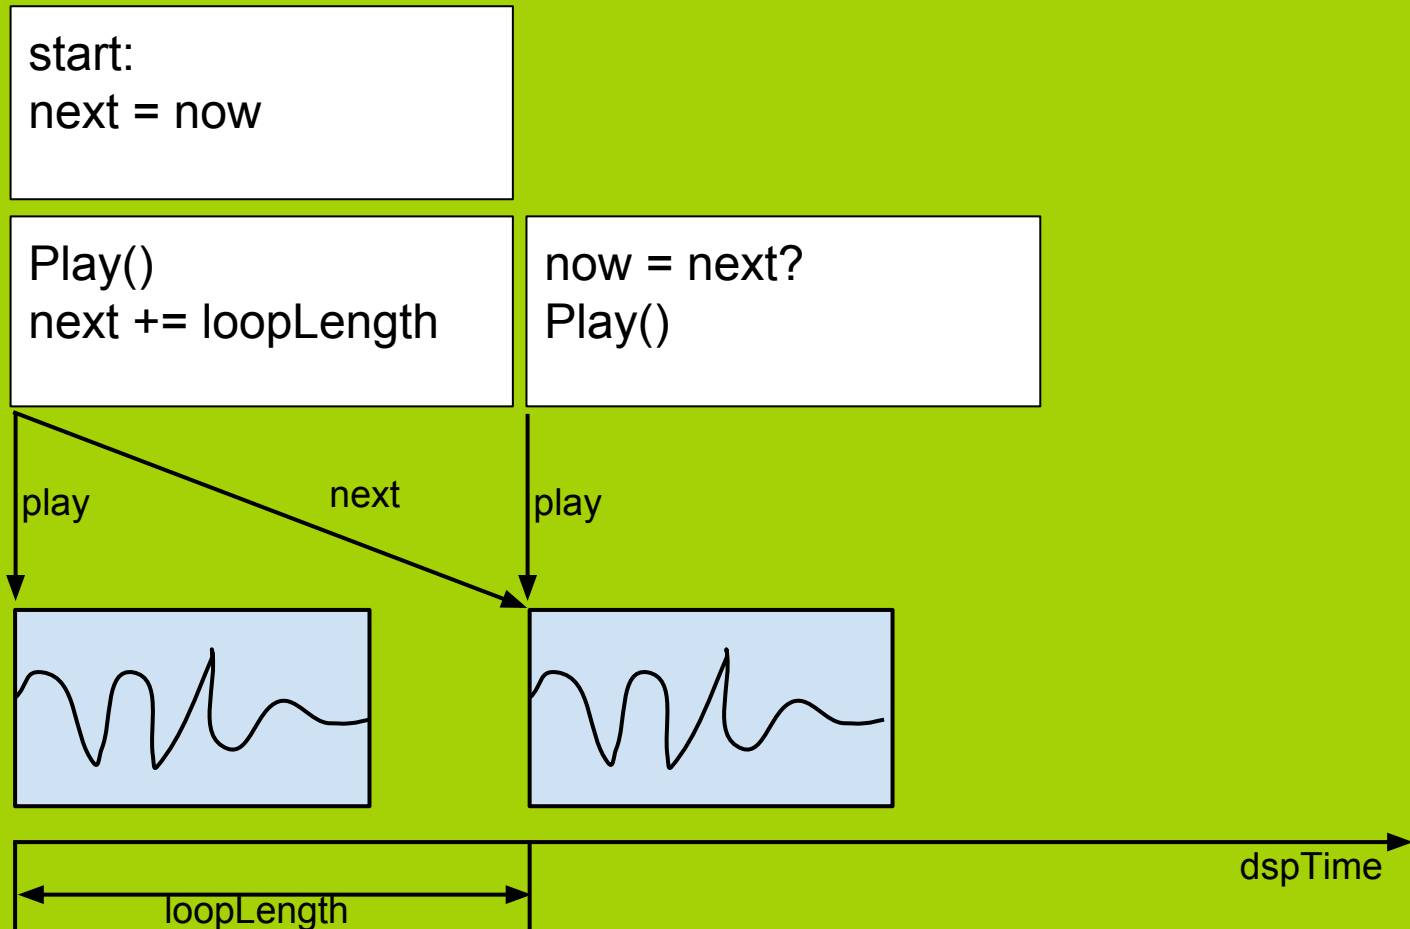 start:
next = now
Play()
next += loopLength
now = next?
Play()
play
next
play
dspTime
loopLength